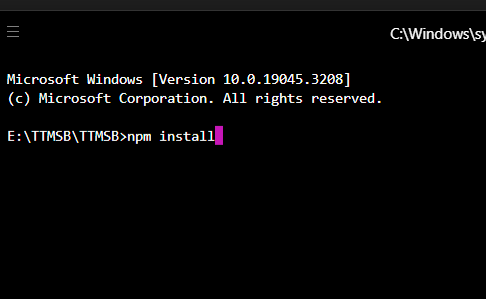 C:\Windows\sy
Microsoft Windows [Version 10.0.19045.3208]
(c) Microsoft Corporation. All rights reserved.
E:\TTMSB\TTMSB>npm install